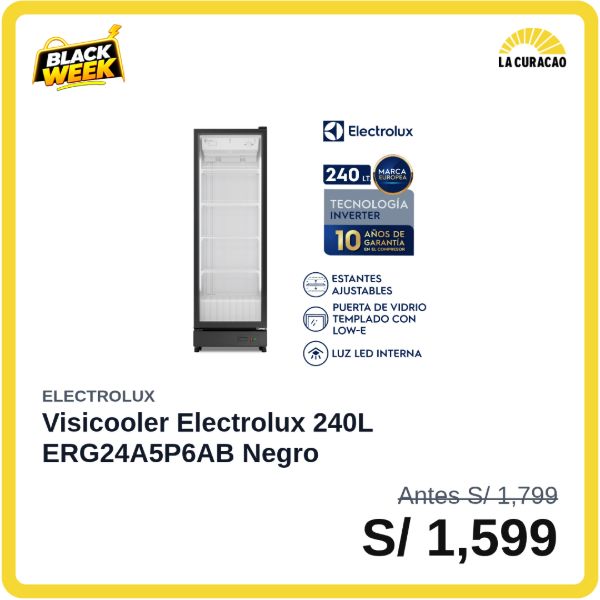 BLACK
WEEK
LA CURACAO
Electrolux
240 LT.
MARCA
EUROPEA
TECNOLOGÍA
INVERTER
10 AÑOS DE
GARANTÍA
EN EL COMPRESOR
ESTANTES
AJUSTABLES
PUERTA DE VIDRIO
TEMPLADO CON
LOW-E
LUZ LED INTERNA
ELECTROLUX
Visicooler Electrolux 240L
ERG24A5P6AB Negro
Antes S/ 1,799
S/ 1,599